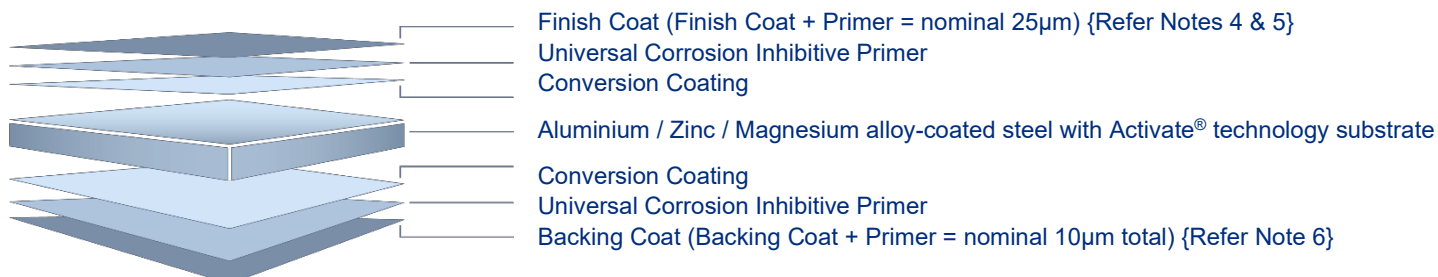 Finish Coat (Finish Coat + Primer = nominal 25µm) {Refer Notes 4 & 5}
Universal Corrosion Inhibitive Primer
Conversion Coating
Aluminium / Zinc / Magnesium alloy-coated steel with Activate® technology substrate
Conversion Coating
Universal Corrosion Inhibitive Primer
Backing Coat (Backing Coat + Primer = nominal 10µm total) {Refer Note 6}